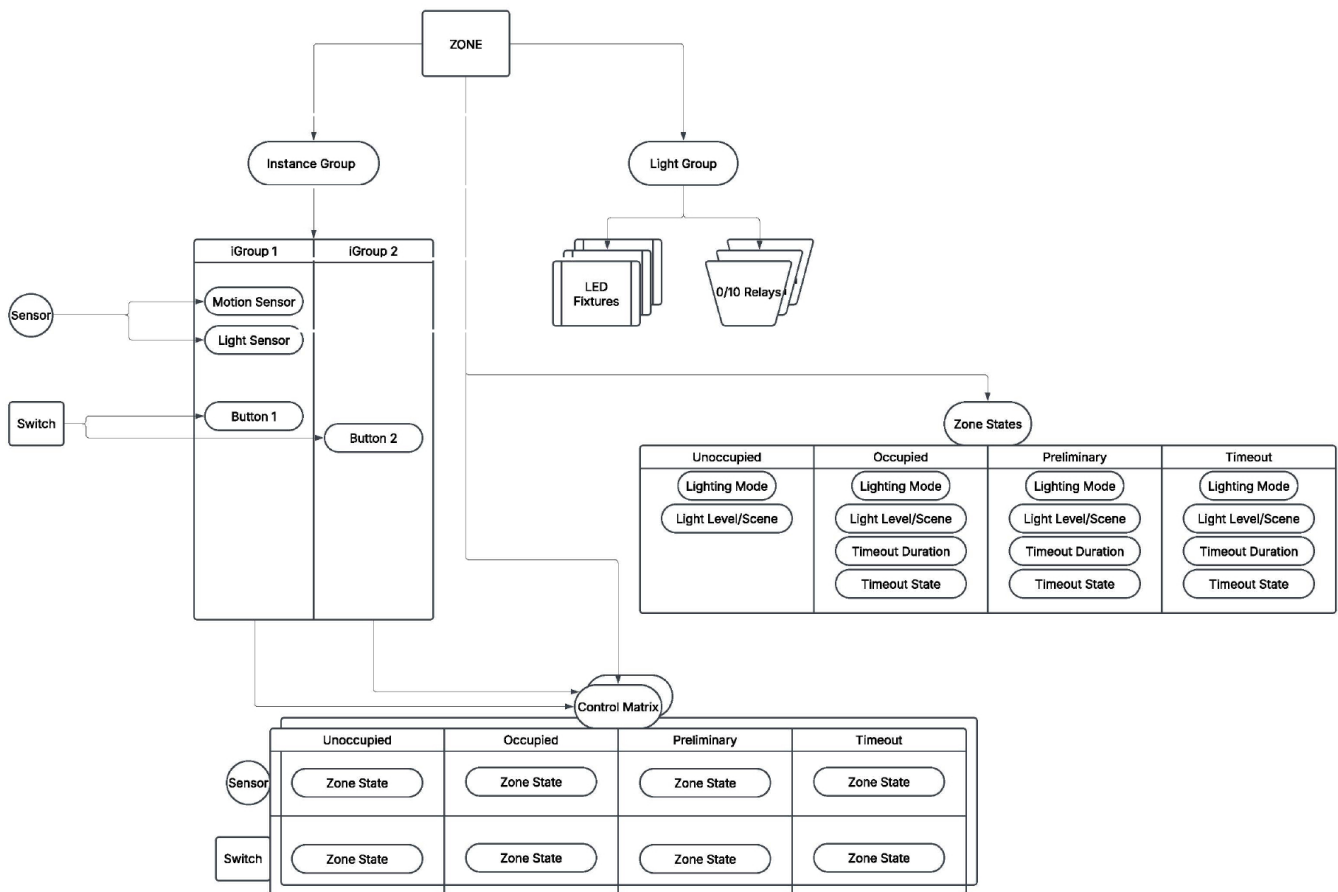 ZONE
Instance Group
Light Group
iGroup 1
iGroup 2
LED
Fixtures
0/10 Relays
Motion Sensor
Sensor
Light Sensor
Switch
Button 1
Button 2
Zone States
Unoccupied
Occupied
Preliminary
Timeout
Lighting Mode
Lighting Mode
Lighting Mode
Lighting Mode
Light Level/Scene
Light Level/Scene
Light Level/Scene
Light Level/Scene
Timeout Duration
Timeout Duration
Timeout Duration
Timeout State
Timeout State
Timeout State
Control Matrix
Unoccupied
Occupied
Preliminary
Timeout
Sensor
Zone State
Zone State
Zone State
Zone State
Switch
Zone State
Zone State
Zone State
Zone State